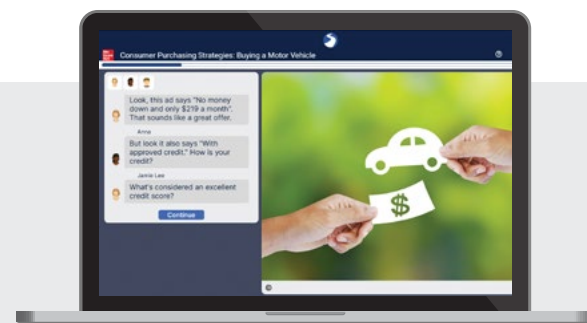 Consumer Purchasing Strategies: Buying a Motor Vehicle
Look, this ad says "No money
down and only $219 a month".
That sounds like a great offer.
Anna
But look it also says "With
approved credit." How is your
credit?
Jamie Lee
What's considered an excellent
credit score?
Continue
$